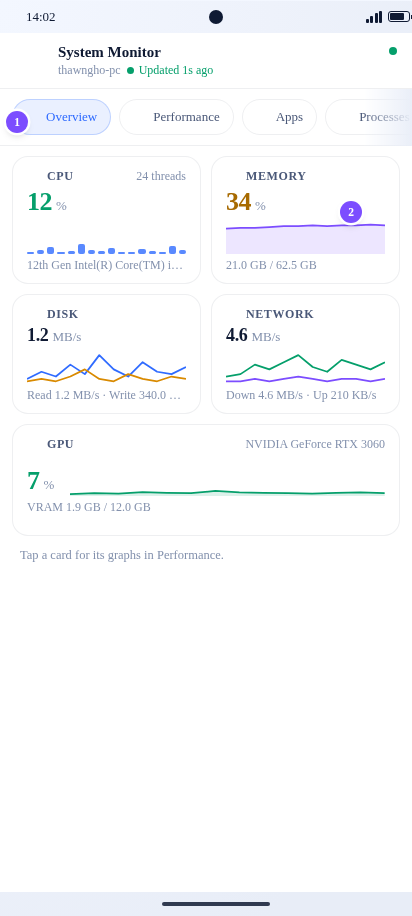 14:02
System Monitor
thawngho-pc Updated 1s ago
1 Overview Performance Apps Processes
CPU 24 threads
12 %
12th Gen Intel(R) Core(TM) i…
MEMORY
34 %
2
21.0 GB / 62.5 GB
DISK
1.2 MB/s
Read 1.2 MB/s · Write 340.0 …
NETWORK
4.6 MB/s
Down 4.6 MB/s · Up 210 KB/s
GPU NVIDIA GeForce RTX 3060
7 %
VRAM 1.9 GB / 12.0 GB
Tap a card for its graphs in Performance.